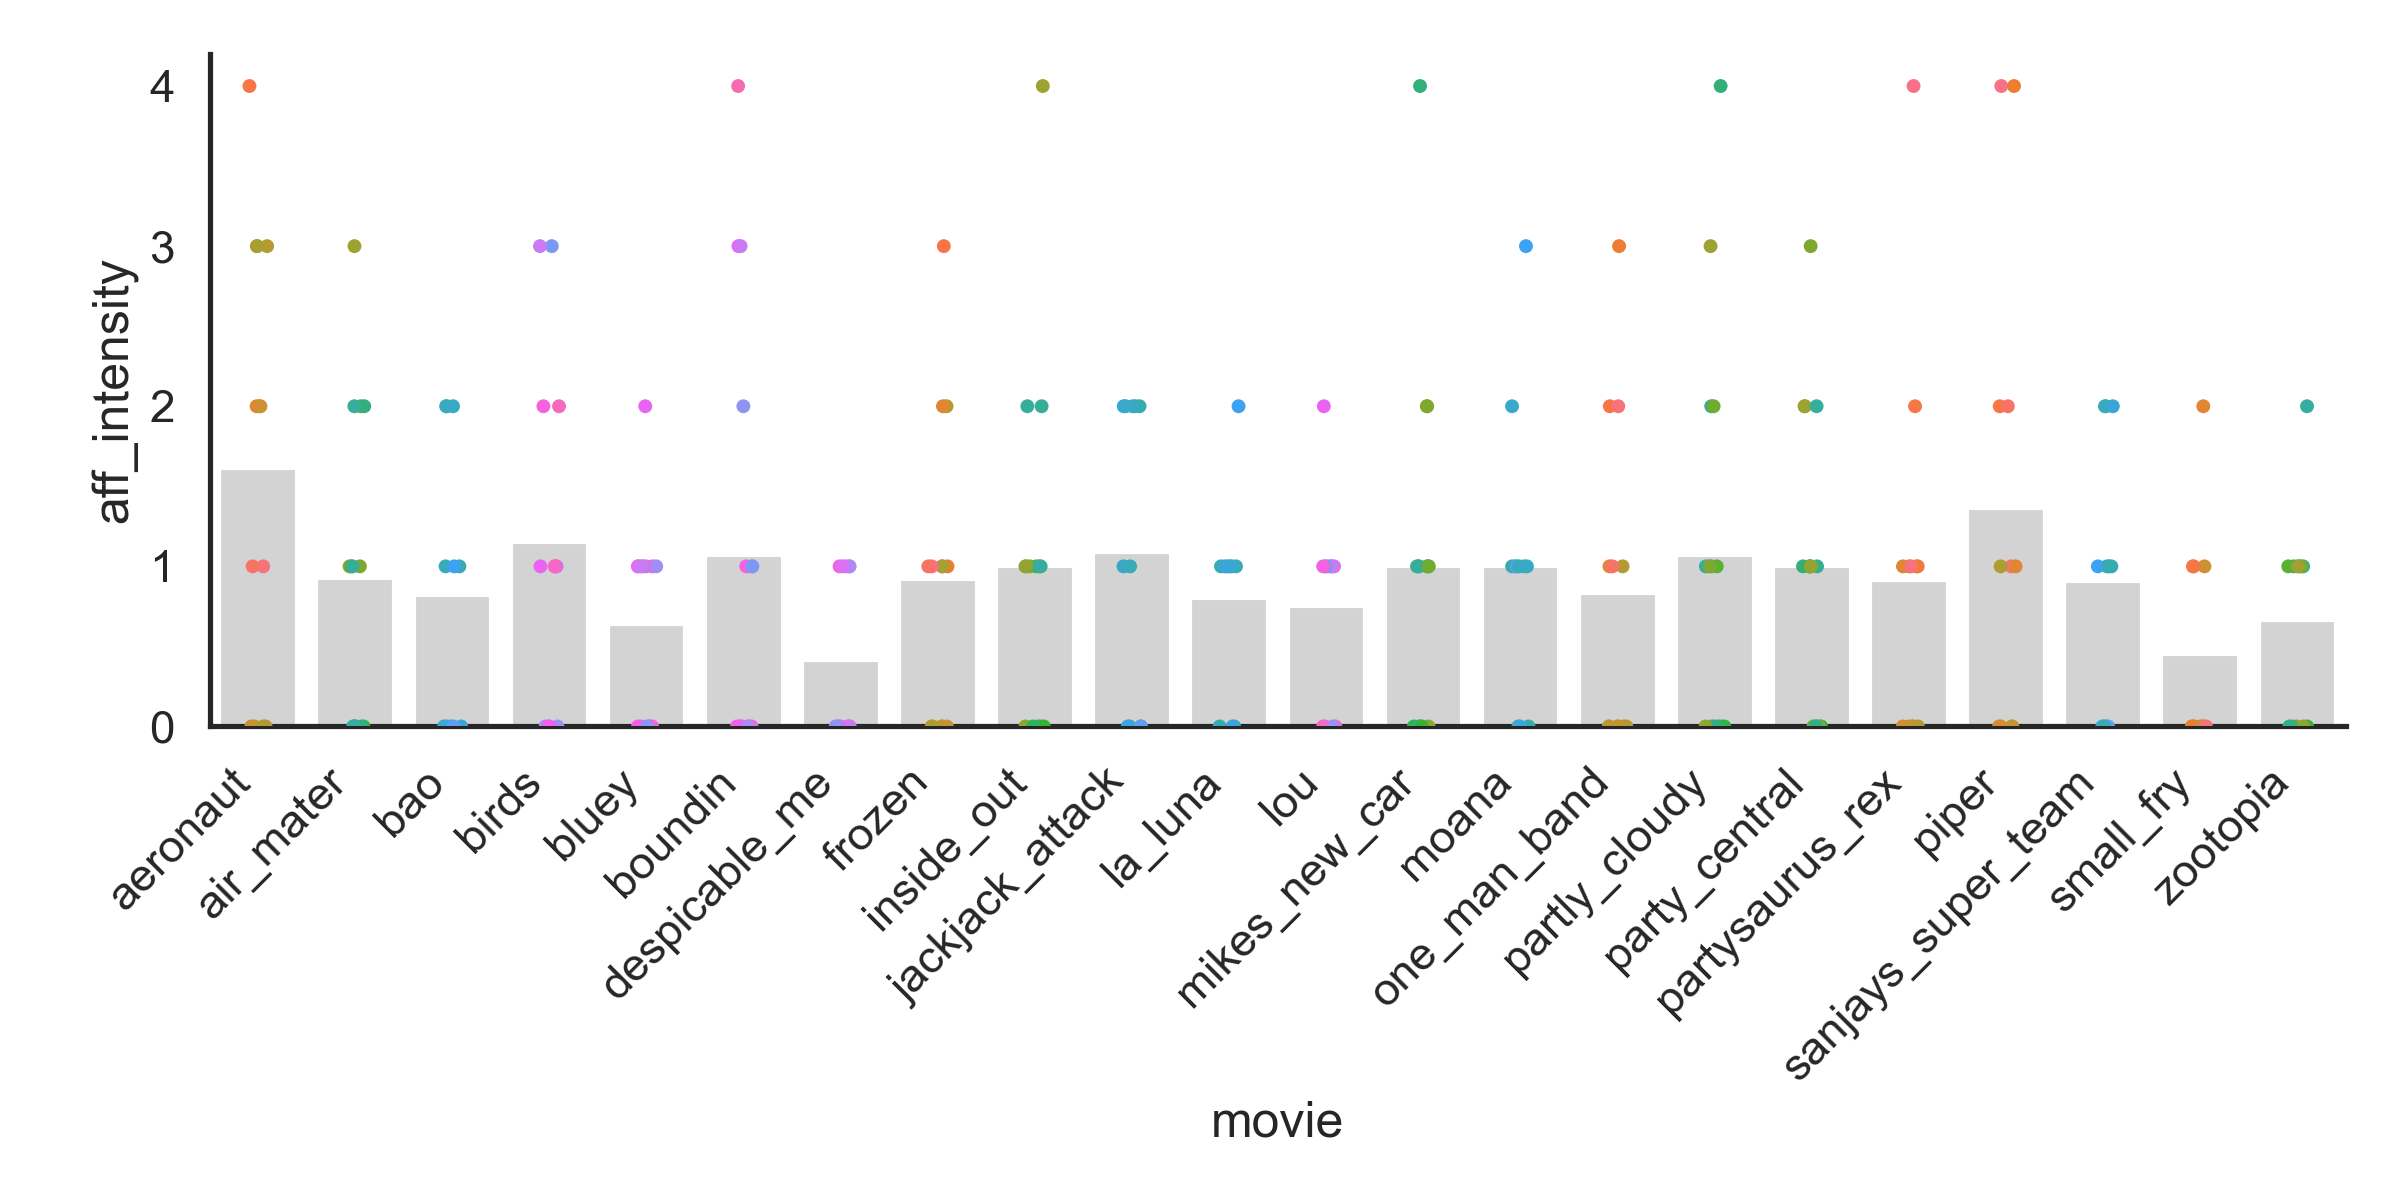 aff_intensity
4
3
2
1
0
aeronaut
air_mater
bao
birds
bluey
boundin
despicable_me
frozen
inside_out
jackjack_attack
la_luna
lou
mikes_new_car
moana
one_man_band
partly_cloudy
party_central
partysaurus_rex
piper
sanjays_super_team
small_fry
zootopia
movie